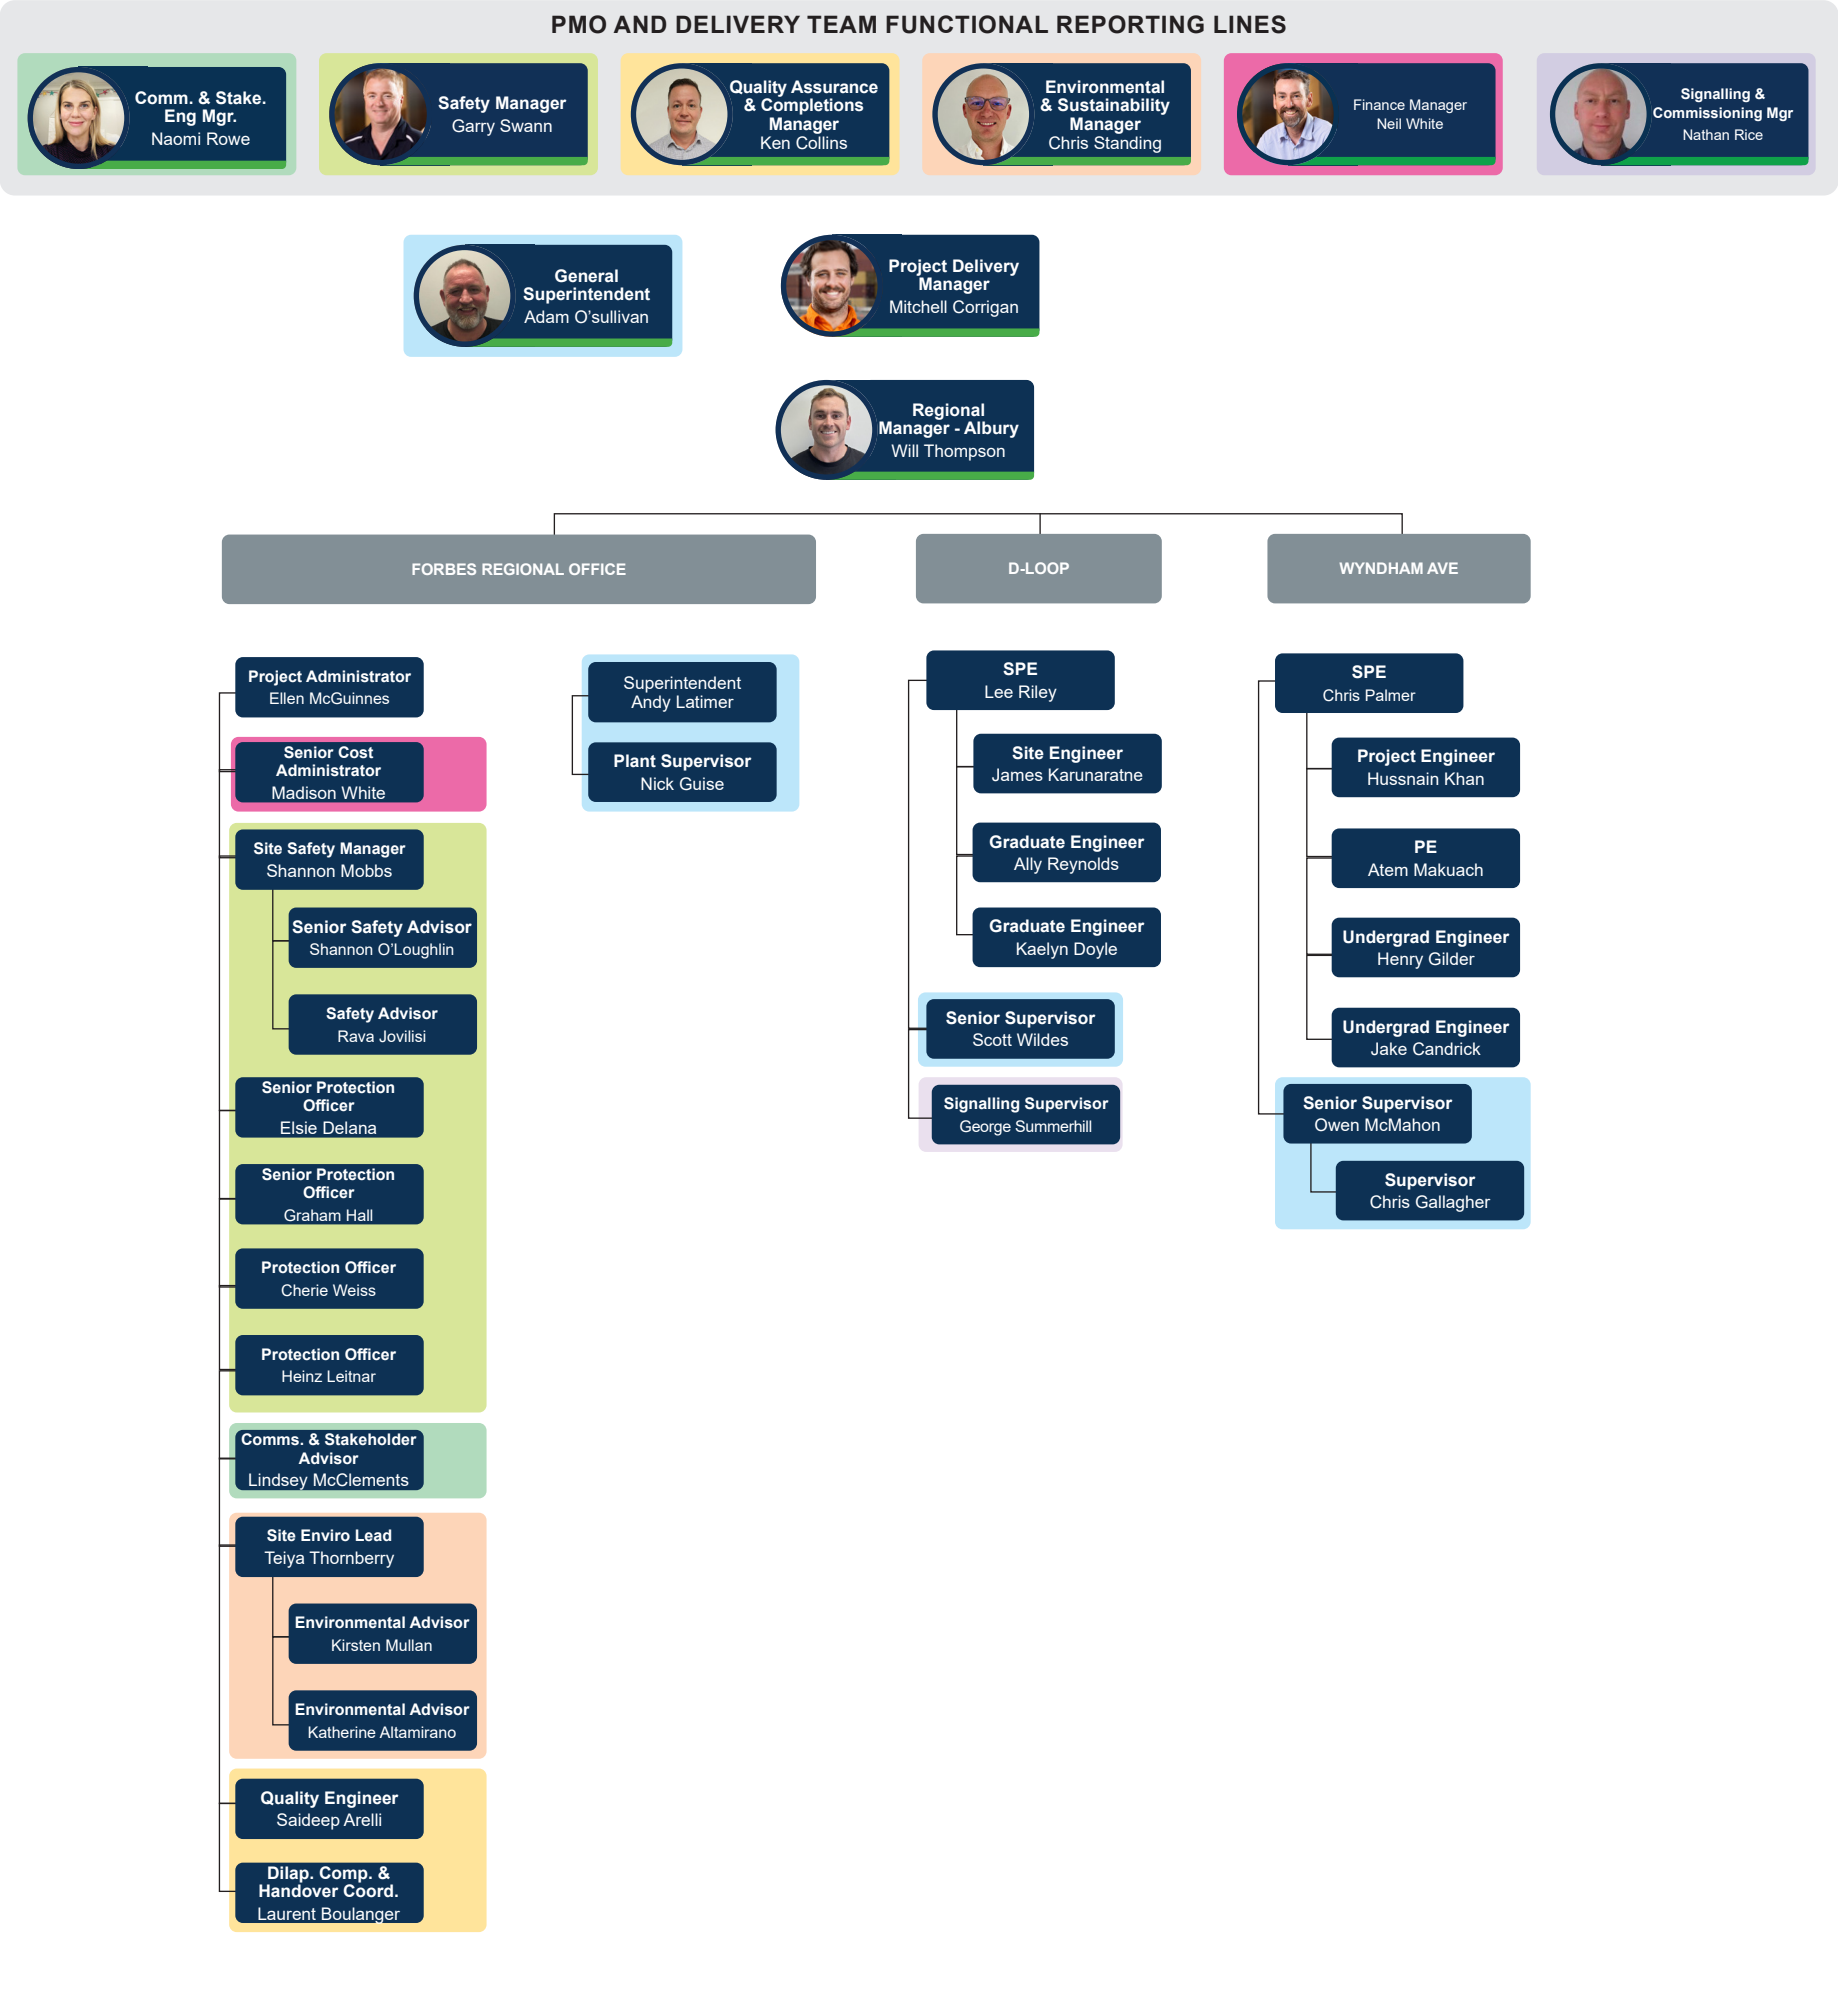 PMO AND DELIVERY TEAM FUNCTIONAL REPORTING LINES
Comm. & Stake.
Eng Mgr.
Naomi Rowe
Safety Manager
Garry Swann
Quality Assurance
& Completions
Manager
Ken Collins
Environmental
& Sustainability
Manager
Chris Standing
Finance Manager
Neil White
Signalling &
Commissioning Mgr
Nathan Rice
General
Superintendent
Adam O'sullivan
Project Delivery
Manager
Mitchell Corrigan
Regional
Manager - Albury
Will Thompson
FORBES REGIONAL OFFICE
Project Administrator
Ellen McGuinnes
Senior Cost
Administrator
Madison White
Site Safety Manager
Shannon Mobbs
Senior Safety Advisor
Shannon O'Loughlin
Safety Advisor
Rava Jovilisi
Senior Protection
Officer
Elsie Delana
Senior Protection
Officer
Graham Hall
Protection Officer
Cherie Weiss
Protection Officer
Heinz Leitnar
Comms. & Stakeholder
Advisor
Lindsey McClements
Site Enviro Lead
Teiya Thornberry
Environmental Advisor
Kirsten Mullan
Environmental Advisor
Katherine Altamirano
Quality Engineer
Saideep Arelli
Dilap. Comp. &
Handover Coord.
Laurent Boulanger
Superintendent
Andy Latimer
Plant Supervisor
Nick Guise
D-LOOP
SPE
Lee Riley
Site Engineer
James Karunaratne
Graduate Engineer
Ally Reynolds
Graduate Engineer
Kaelyn Doyle
Senior Supervisor
Scott Wildes
Signalling Supervisor
George Summerhill
WYNDHAM AVE
SPE
Chris Palmer
Project Engineer
Hussnain Khan
PE
Atem Makuach
Undergrad Engineer
Henry Gilder
Undergrad Engineer
Jake Candrick
Senior Supervisor
Owen McMahon
Supervisor
Chris Gallagher